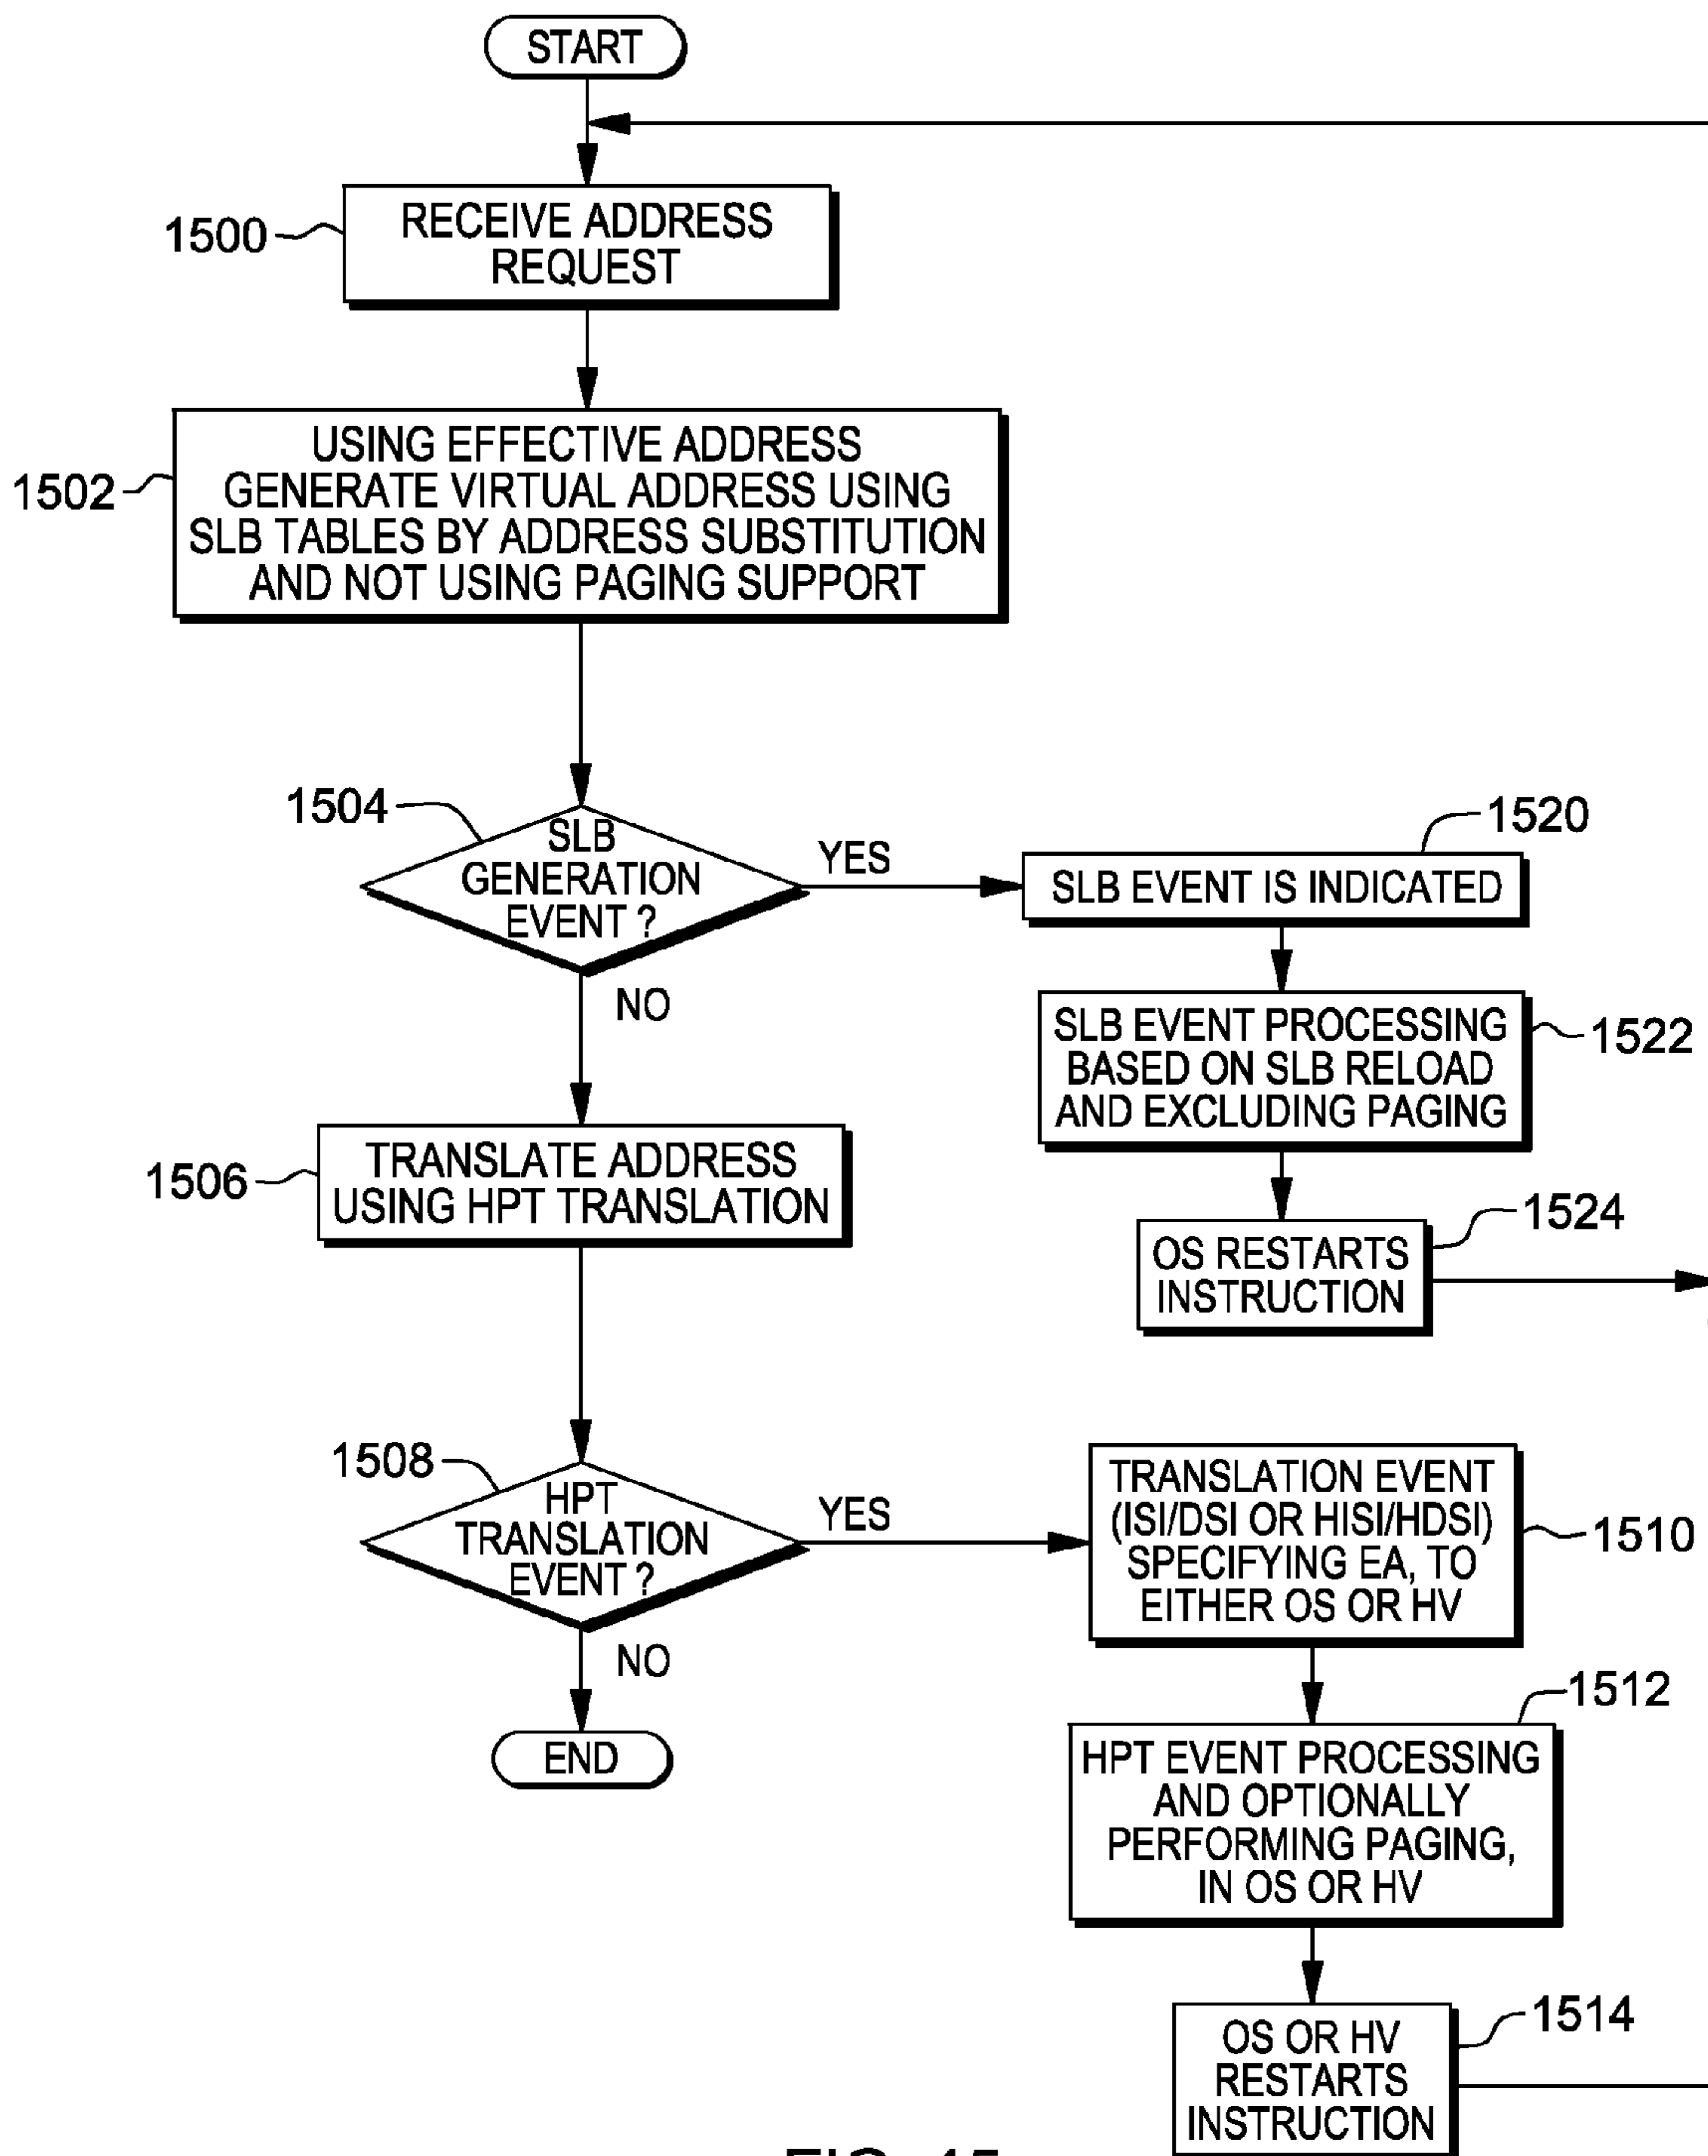 START
1500
RECEIVE ADDRESS
REQUEST
1502
USING EFFECTIVE ADDRESS
GENERATE VIRTUAL ADDRESS USING
SLB TABLES BY ADDRESS SUBSTITUTION
AND NOT USING PAGING SUPPORT
1504
SLB
GENERATION
EVENT ?
YES
NO
1520
SLB EVENT IS INDICATED
SLB EVENT PROCESSING
BASED ON SLB RELOAD
AND EXCLUDING PAGING
1522
1506
TRANSLATE ADDRESS
USING HPT TRANSLATION
1524
OS RESTARTS
INSTRUCTION
1508
HPT
TRANSLATION
EVENT ?
YES
NO
END
TRANSLATION EVENT
(ISI/DSI OR HISI/HDSI)
SPECIFYING EA, TO
EITHER OS OR HV
1510
1512
HPT EVENT PROCESSING
AND OPTIONALLY
PERFORMING PAGING,
IN OS OR HV
1514
OS OR HV
RESTARTS
INSTRUCTION